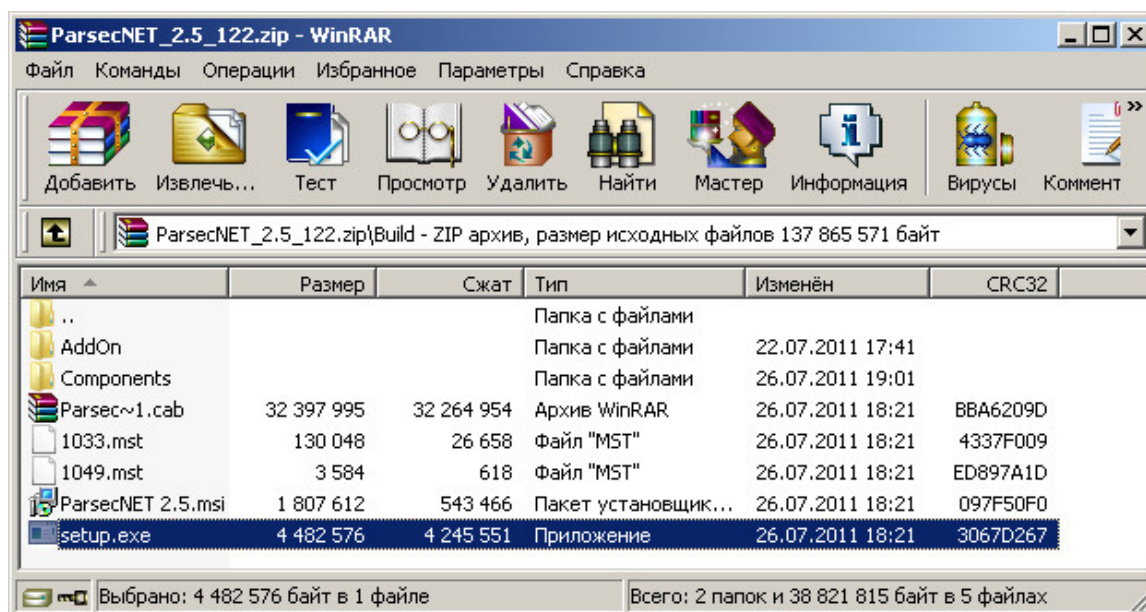 ParsecNET_2.5_122.zip - WinRAR
Файл Команды Операции Избранное Параметры Справка
Добавить Извлечь... Тест Просмотр Удалить Найти Мастер Информация Вирусы Коммент
ParsecNET_2.5_122.zip\Build - ZIP архив, размер исходных файлов 137 865 571 байт
Имя Размер Сжат Тип Изменён CRC32
.. Папка с файлами
AddOn Папка с файлами 22.07.2011 17:41
Components Папка с файлами 26.07.2011 19:01
Parsec~1.cab 32 397 995 32 264 954 Архив WinRAR 26.07.2011 18:21 BBA6209D
1033.mst 130 048 26 658 Файл "MST" 26.07.2011 18:21 4337F009
1049.mst 3 584 618 Файл "MST" 26.07.2011 18:21 ED897A1D
ParsecNET 2.5.msi 1 807 612 543 466 Пакет установщик... 26.07.2011 18:21 097F50F0
setup.exe 4 482 576 4 245 551 Приложение 26.07.2011 18:21 3067D267
Выбрано: 4 482 576 байт в 1 файле Всего: 2 папок и 38 821 815 байт в 5 файлах